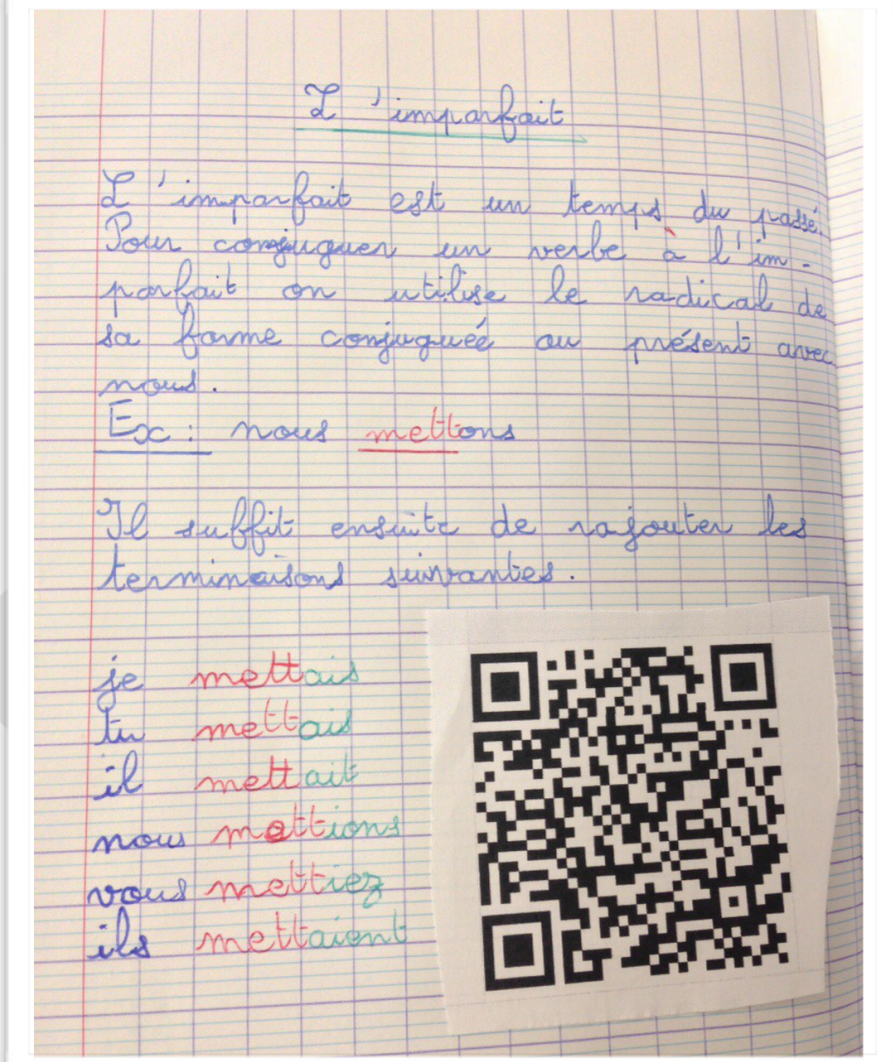 L'imparfait
L'imparfait est un temps du passé.
Pour conjuguer un verbe à l'im-
parfait on utilise le radical de
sa forme conjugueé au présent avec
nous.
Ex : nous mettons
Il suffit ensuite de rajouter les
terminaisons suivantes.
je mettais
tu mettais
il mettait
nous mettions
vous mettiez
ils mettaient